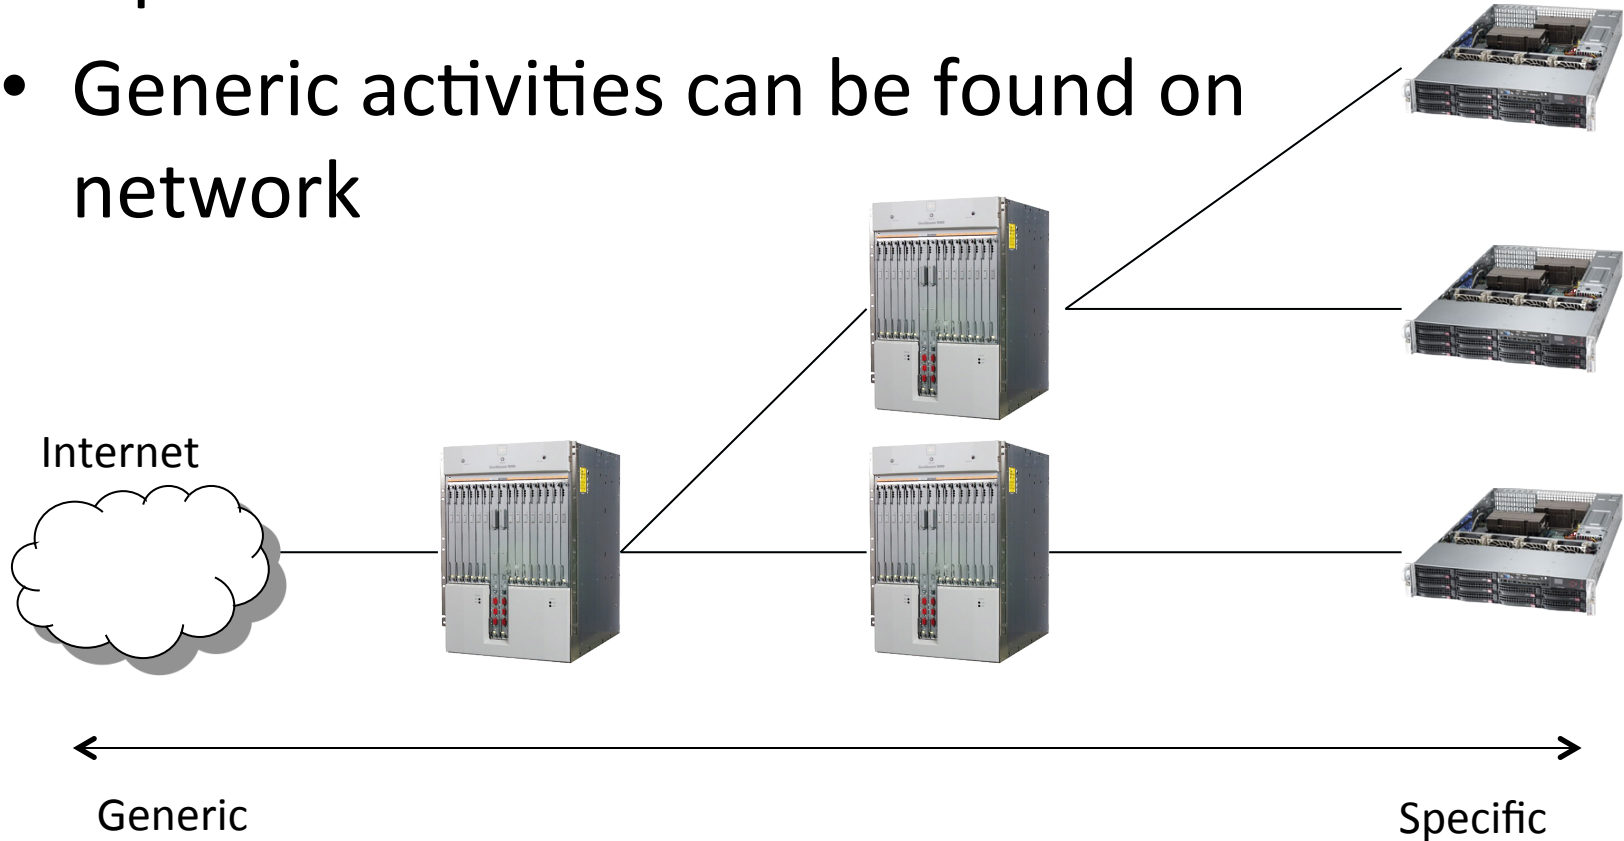 • Generic activities can be found on
network
Internet
Generic
Specific